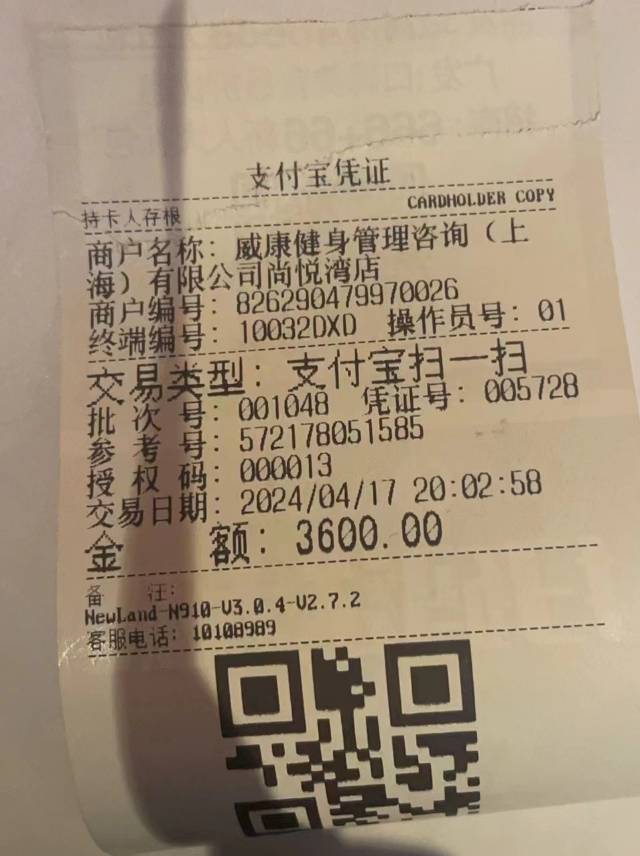 支付宝凭证
持卡人存根 CARDHOLDER COPY
商户名称: 威康健身管理咨询(上
海)有限公司尚悦湾店
商户编号: 826290479970026
终端编号: 10032DXD 操作员号: 01
交易类型: 支付宝扫一扫
批次号: 001048 凭证号: 005728
参考号: 572178051585
授权码: 000013
交易日期: 2024/04/17 20:02:58
金额: 3600.00
备注:
NewLand-N910-V3.0.4-V2.7.2
客服电话: 10108989